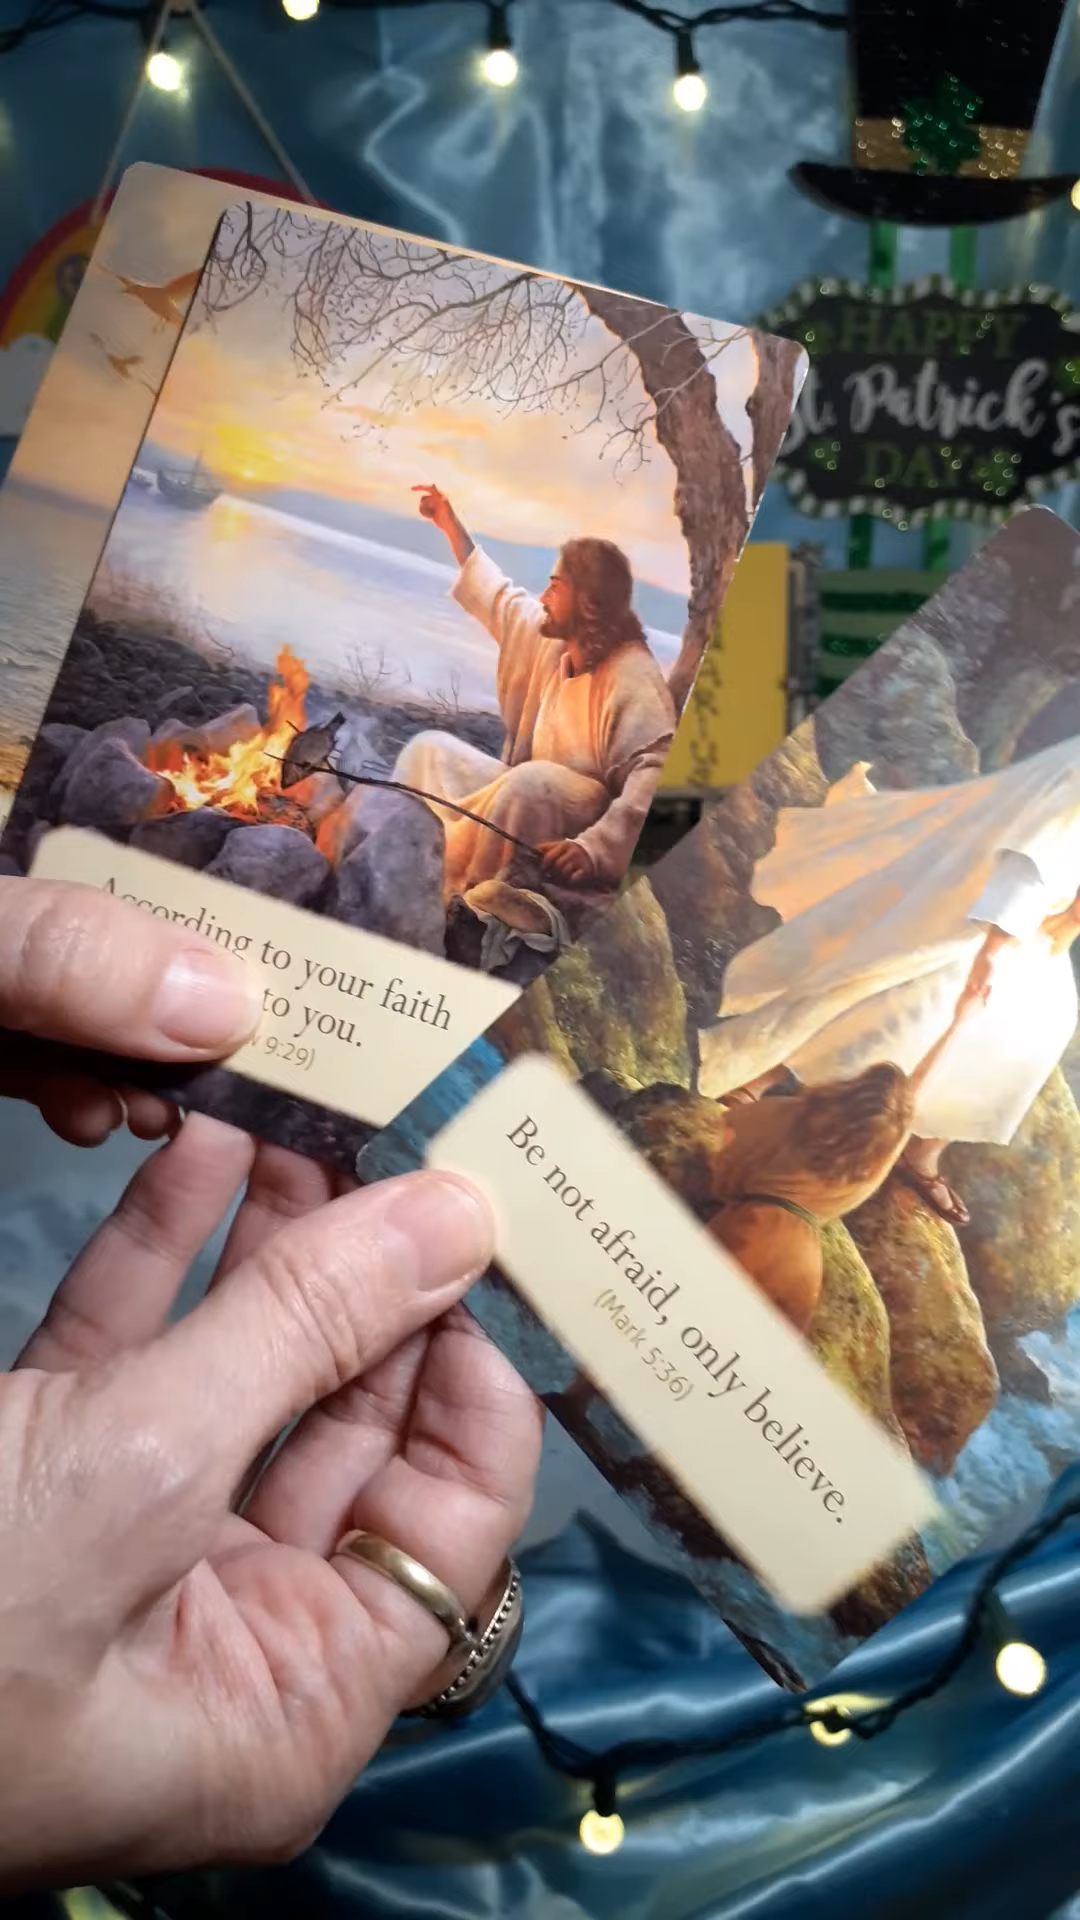 HAPPY
St. Patrick's
DAY
According to your faith
to you.
9:29)
Be not afraid, only believe.
(Mark 5:36)